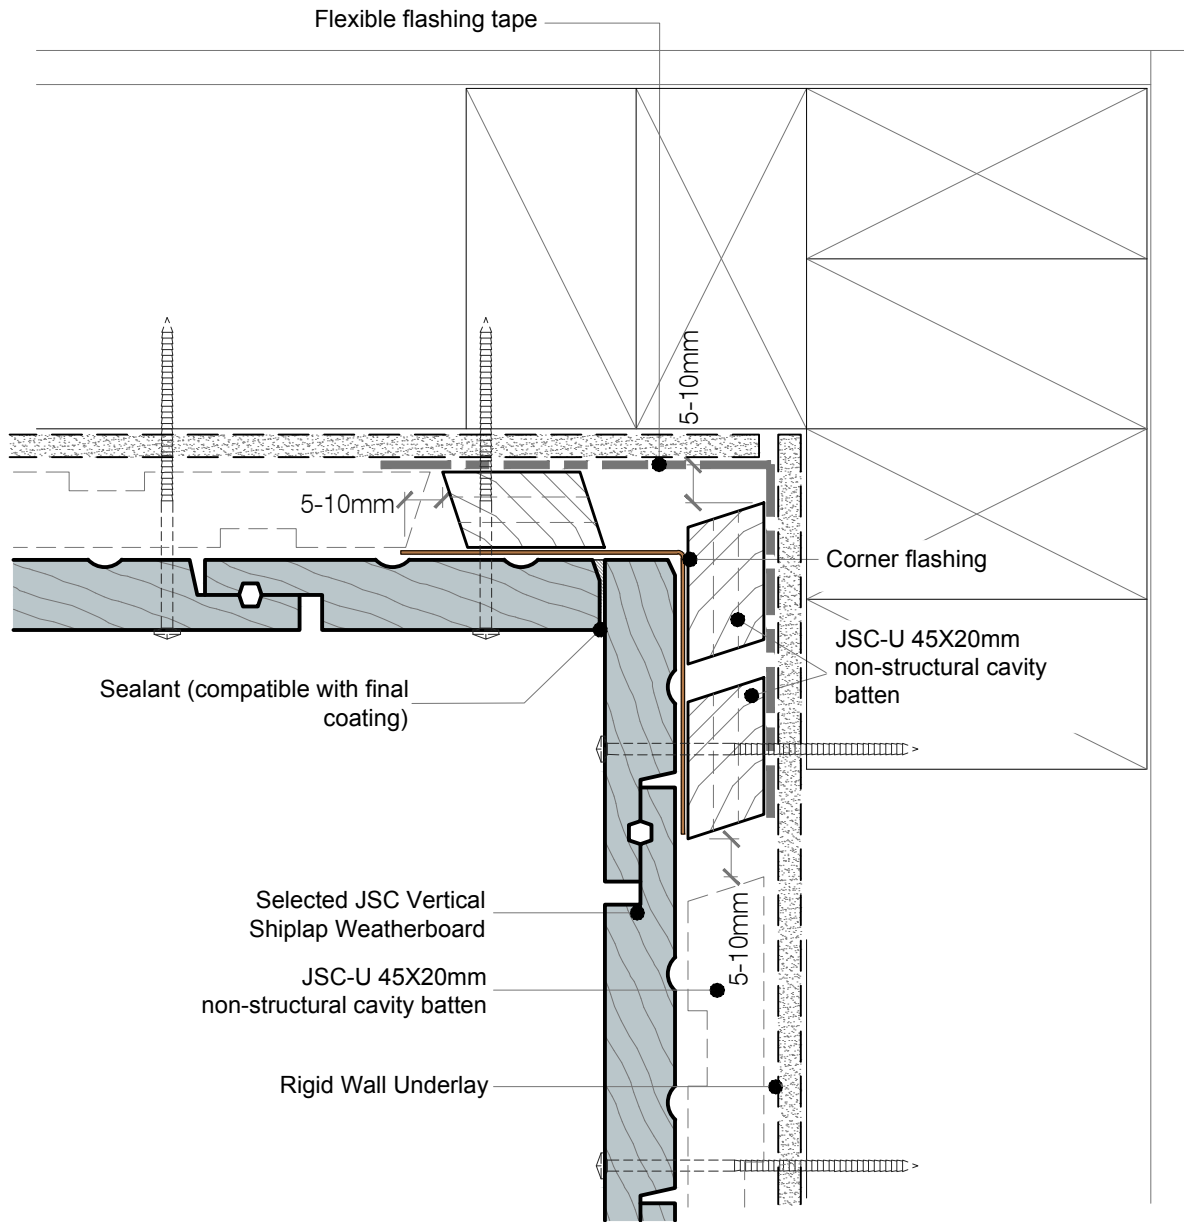 Flexible flashing tape
5-10mm
5-10mm
Corner flashing
JSC-U 45X20mm
non-structural cavity
batten
Sealant (compatible with final
coating)
Selected JSC Vertical
Shiplap Weatherboard
5-10mm
JSC-U 45X20mm
non-structural cavity batten
Rigid Wall Underlay